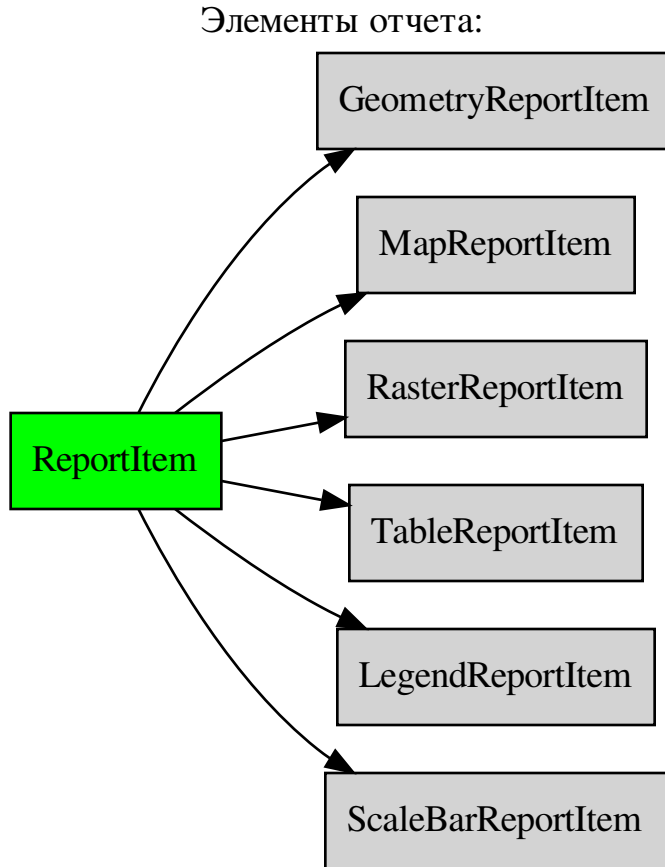 Элементы отчета:
GeometryReportItem
MapReportItem
RasterReportItem
ReportItem
TableReportItem
LegendReportItem
ScaleBarReportItem